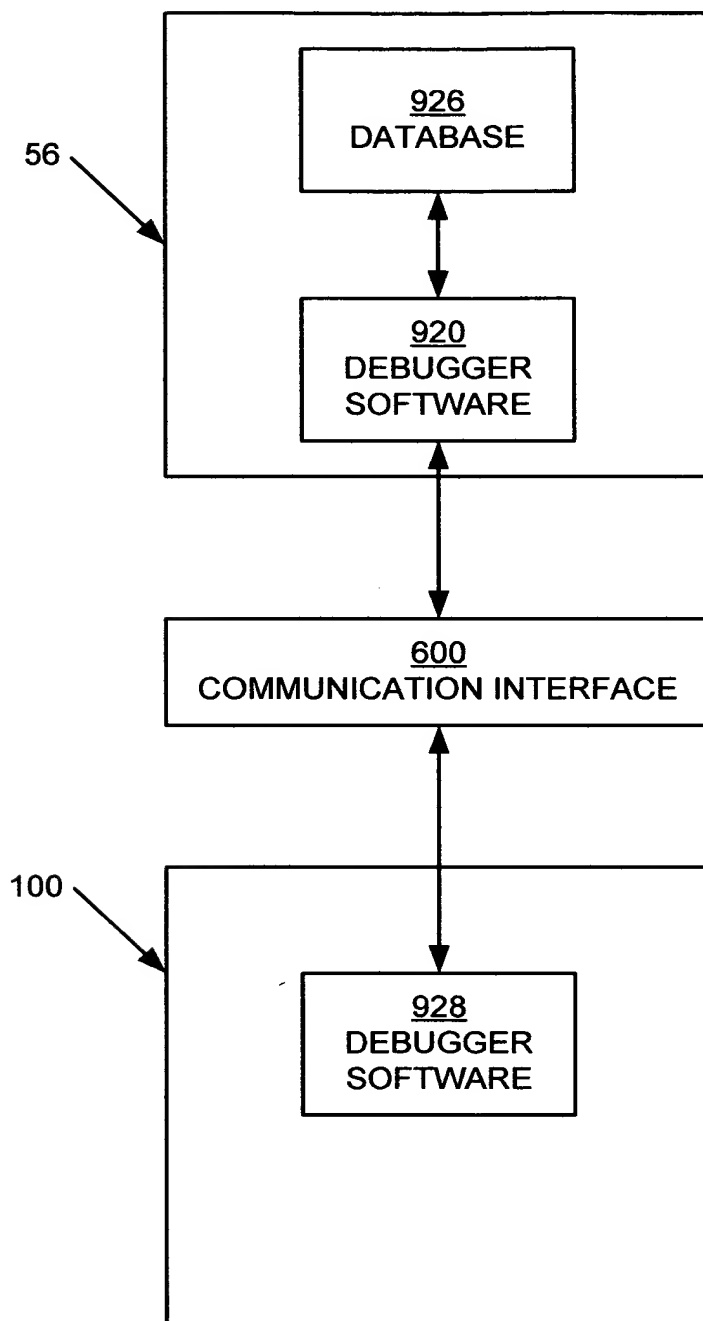 926
DATABASE
56
920
DEBUGGER
SOFTWARE
600
COMMUNICATION INTERFACE
100
928
DEBUGGER
SOFTWARE